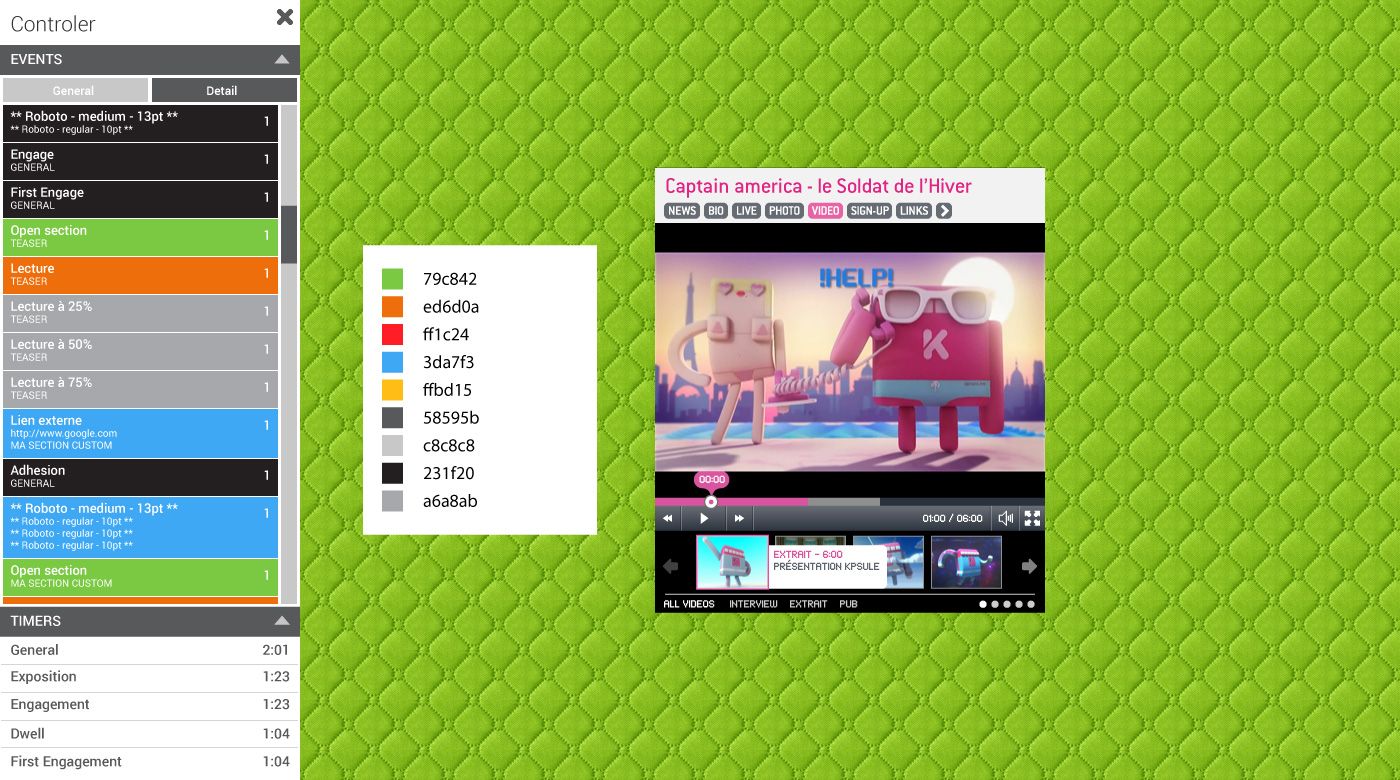 Controler
EVENTS
General Detail
** Roboto - medium - 13pt ** 1
** Roboto - regular - 10pt **
Engage 1
GENERAL
First Engage 1
GENERAL
Open section 1
TEASER
Lecture 1
TEASER
Lecture à 25% 1
TEASER
Lecture à 50% 1
TEASER
Lecture à 75% 1
TEASER
Lien externe 1
http://www.google.com
MA SECTION CUSTOM
Adhesion 1
GENERAL
** Roboto - medium - 13pt ** 1
** Roboto - regular - 10pt **
** Roboto - regular - 10pt **
** Roboto - regular - 10pt **
Open section 1
MA SECTION CUSTOM
TIMERS
General 2:01
Exposition 1:23
Engagement 1:23
Dwell 1:04
First Engagement 1:04
79c842
ed6d0a
ff1c24
3da7f3
ffbd15
58595b
c8c8c8
231f20
a6a8ab
Captain america - le Soldat de l'Hiver
NEWS BIO LIVE PHOTO VIDEO SIGN-UP LINKS
!HELP!
K
00:00
01:00 / 06:00
EXTRAIT - 6:00
PRÉSENTATION KPSULE
ALL VIDEOS INTERVIEW EXTRAIT PUB